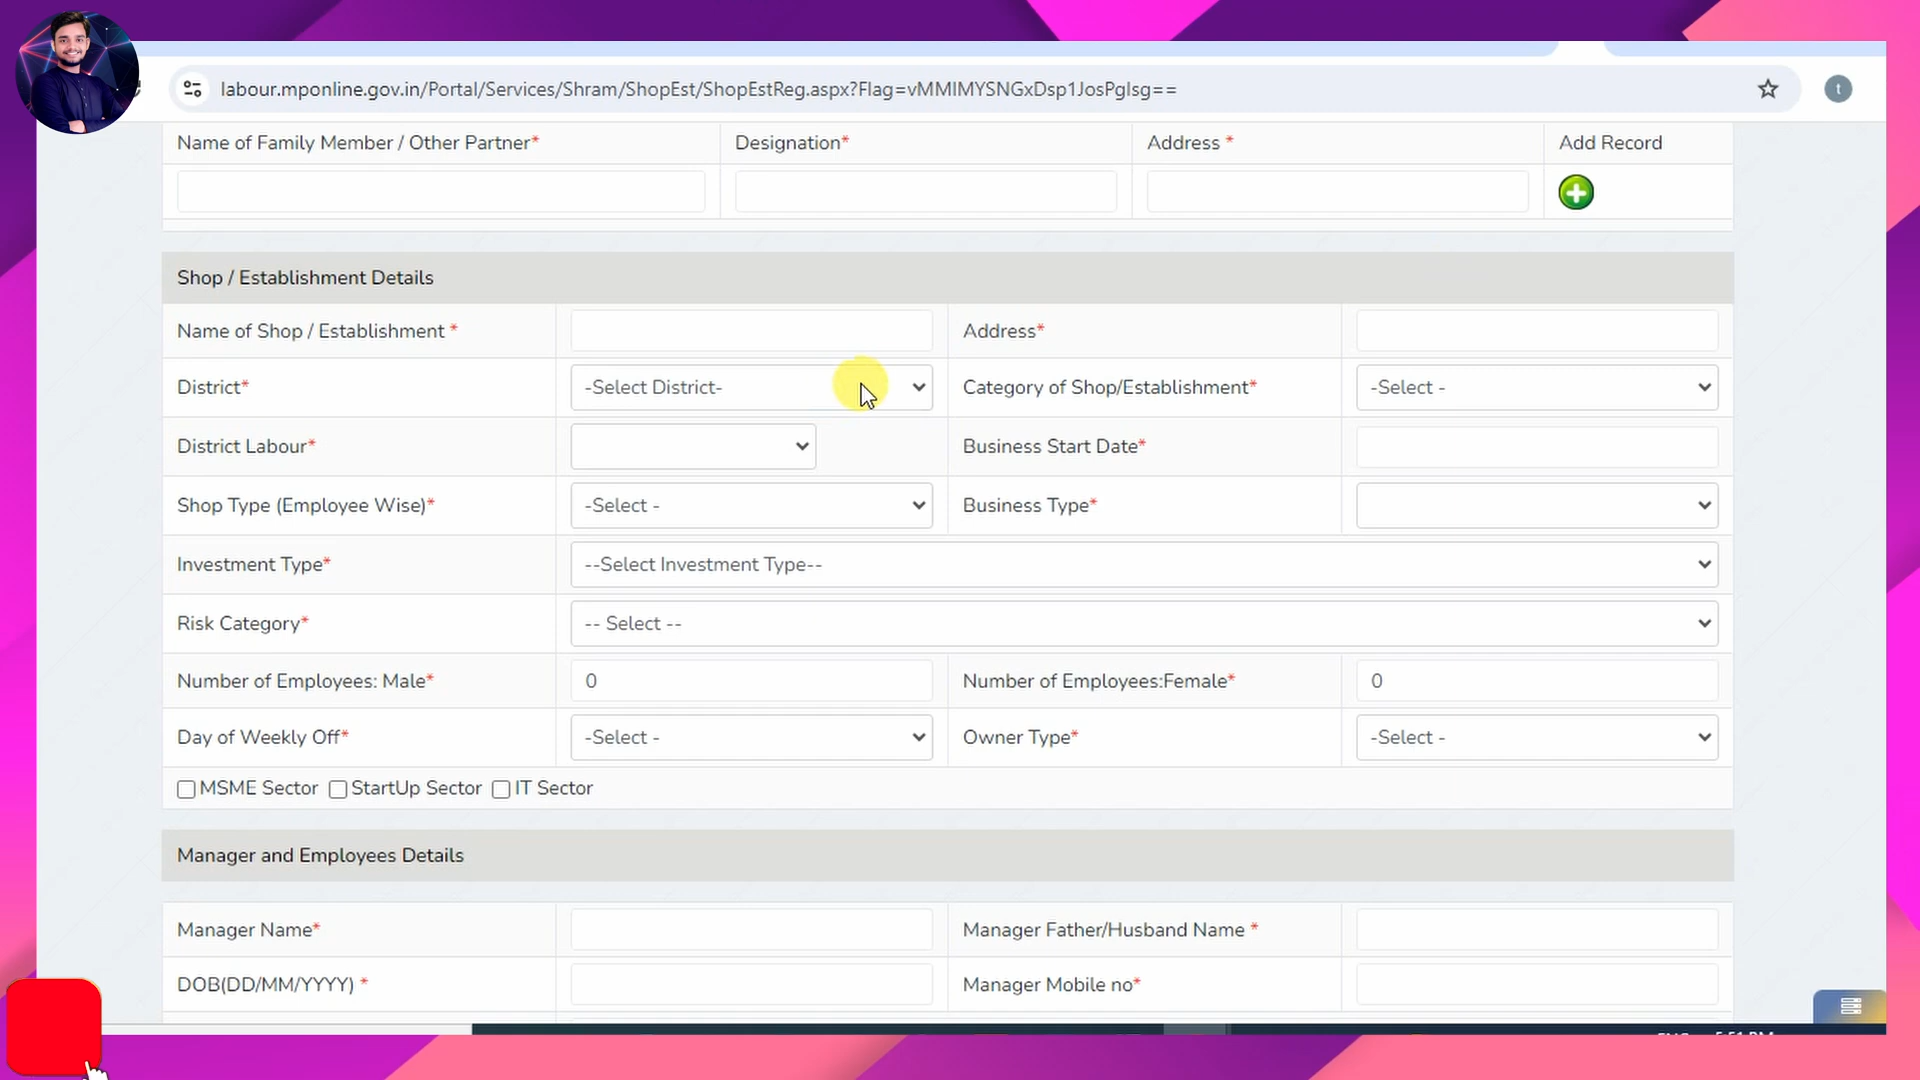 labour.mponline.gov.in/Portal/Services/Shram/ShopEst/ShopEstReg.aspx?Flag=vMMIMYSNGxDsp1JosPgIsg==
t
Name of Family Member / Other Partner* Designation* Address * Add Record
Shop / Establishment Details
Name of Shop / Establishment * Address*
District* -Select District- Category of Shop/Establishment* -Select -
District Labour* Business Start Date*
Shop Type (Employee Wise)* -Select - Business Type*
Investment Type* --Select Investment Type--
Risk Category* -- Select --
Number of Employees: Male* 0 Number of Employees:Female* 0
Day of Weekly Off* -Select - Owner Type* -Select -
MSME Sector StartUp Sector IT Sector
Manager and Employees Details
Manager Name* Manager Father/Husband Name *
DOB(DD/MM/YYYY) * Manager Mobile no*